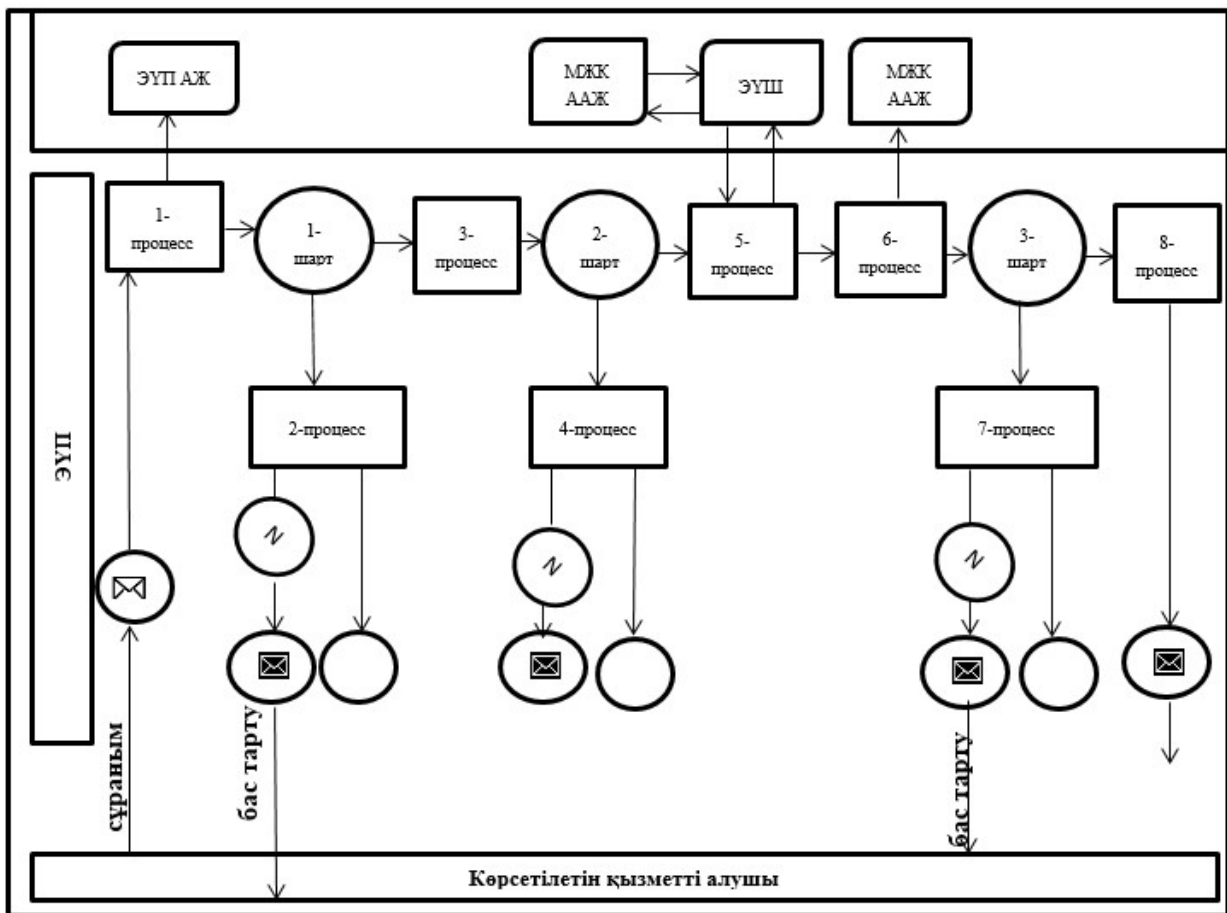 ЭҮП АЖ
МЖК
ААЖ
ЭҮШ
МЖК
ААЖ
ЭҮП
1-
процесс
1-
шарт
3-
процесс
2-
шарт
5-
процесс
6-
процесс
3-
шарт
8-
процесс
2-процесс
4-процесс
7-процесс
N
N
N
сұраным
бас тарту
бас тарту
Көрсетілетін қызметті алушы